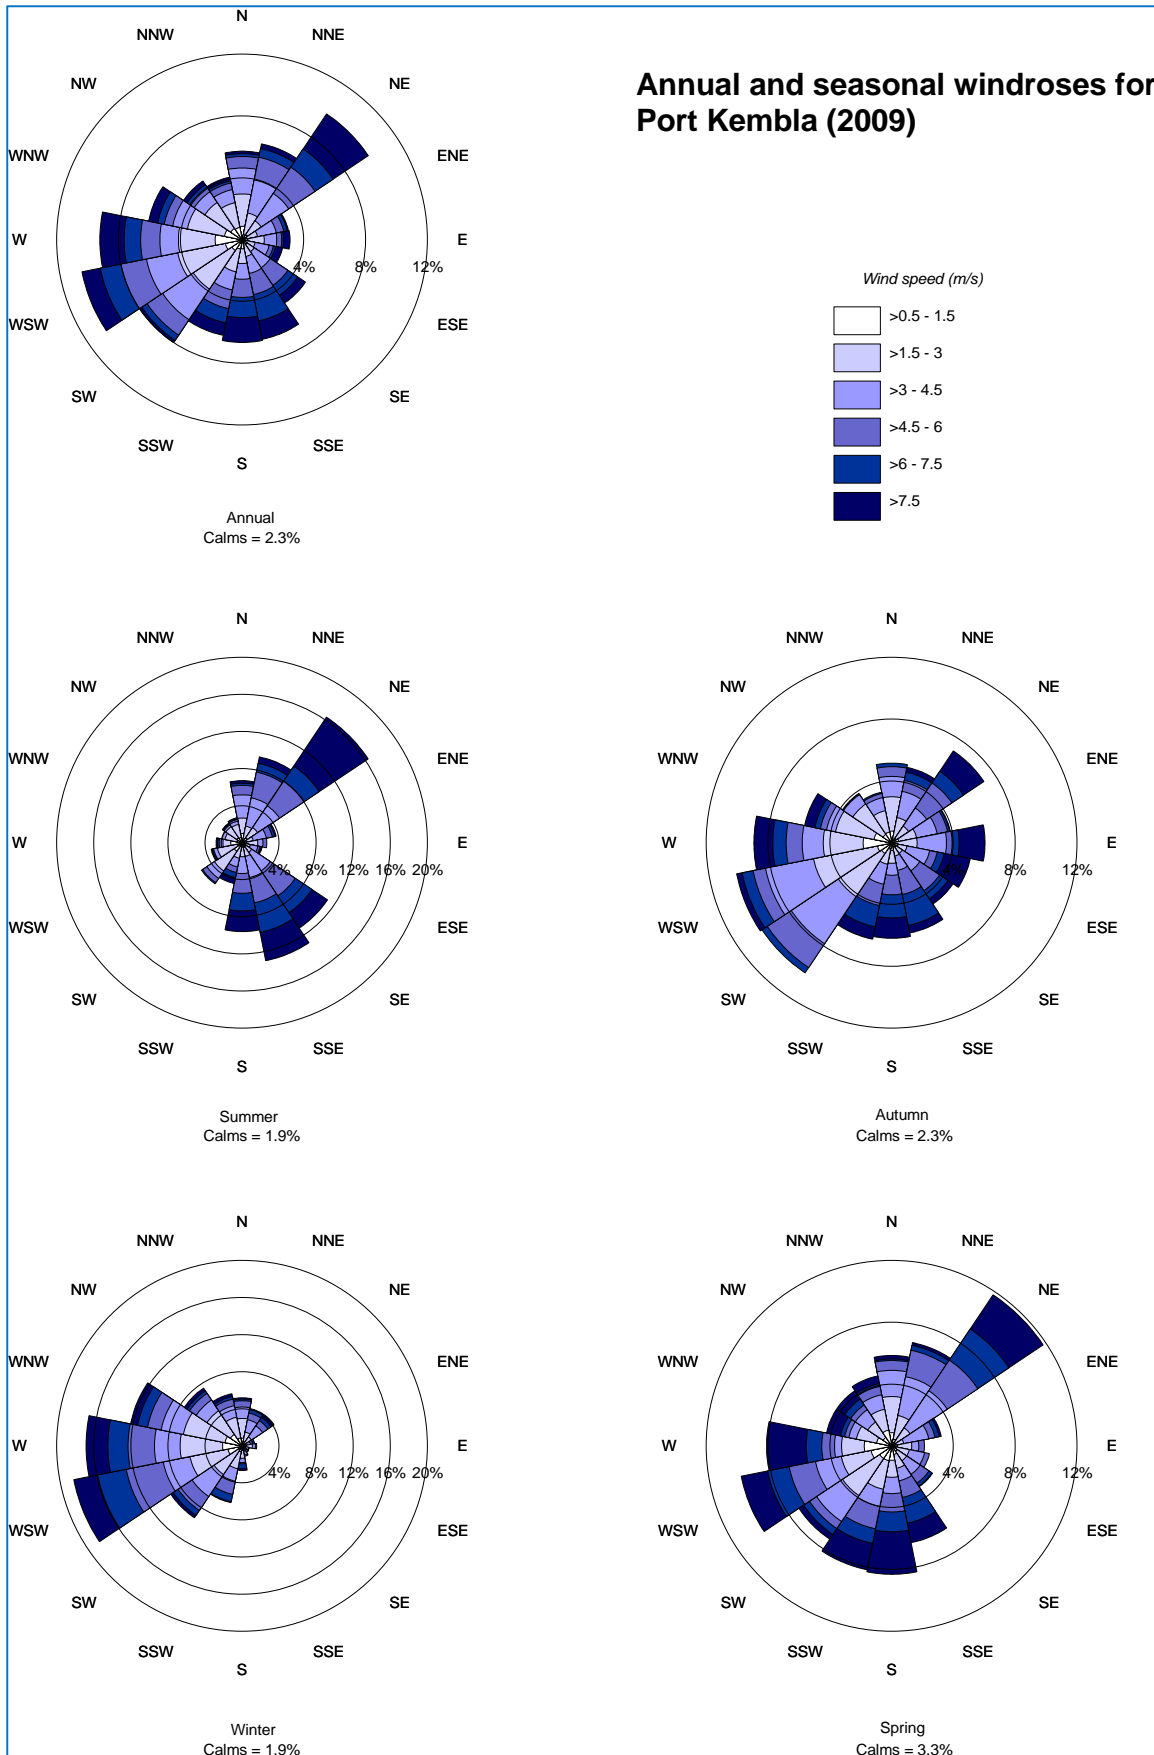 Annual and seasonal windroses for
Port Kembla (2009)
N
NNW
NNE
NW
NE
WNW
ENE
W
E
4%
8%
12%
WSW
ESE
SW
SE
SSW
SSE
S
Annual
Calms = 2.3%
Wind speed (m/s)
>0.5 - 1.5
>1.5 - 3
>3 - 4.5
>4.5 - 6
>6 - 7.5
>7.5
N
NNW
NNE
NW
NE
WNW
ENE
W
E
4%
8%
12%
16%
20%
WSW
ESE
SW
SE
SSW
SSE
S
Summer
Calms = 1.9%
N
NNW
NNE
NW
NE
WNW
ENE
W
E
4%
8%
12%
WSW
ESE
SW
SE
SSW
SSE
S
Autumn
Calms = 2.3%
N
NNW
NNE
NW
NE
WNW
ENE
W
E
4%
8%
12%
16%
20%
WSW
ESE
SW
SE
SSW
SSE
S
Winter
Calms = 1.9%
N
NNW
NNE
NW
NE
WNW
ENE
W
E
4%
8%
12%
WSW
ESE
SW
SE
SSW
SSE
S
Spring
Calms = 3.3%